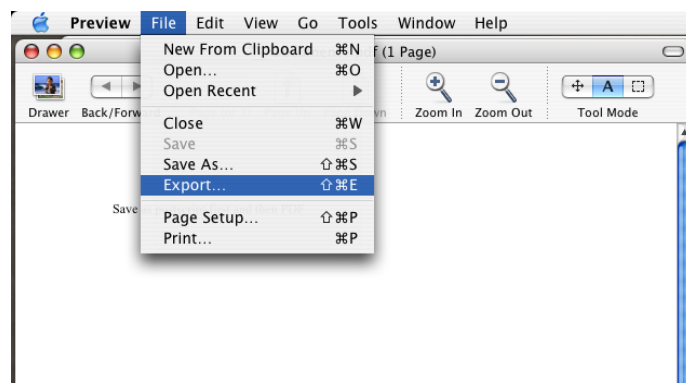 Preview File Edit View Go Tools Window Help
New From Clipboard ⌘N
f (1 Page)
Open... ⌘O
Open Recent ▶
Drawer Back/Forw Zoom In Zoom Out Tool Mode
A
Close ⌘W
Save ⌘S
Save As... ⇧⌘S
Export... ⇧⌘E
Save
Page Setup... ⇧⌘P
Print... ⌘P